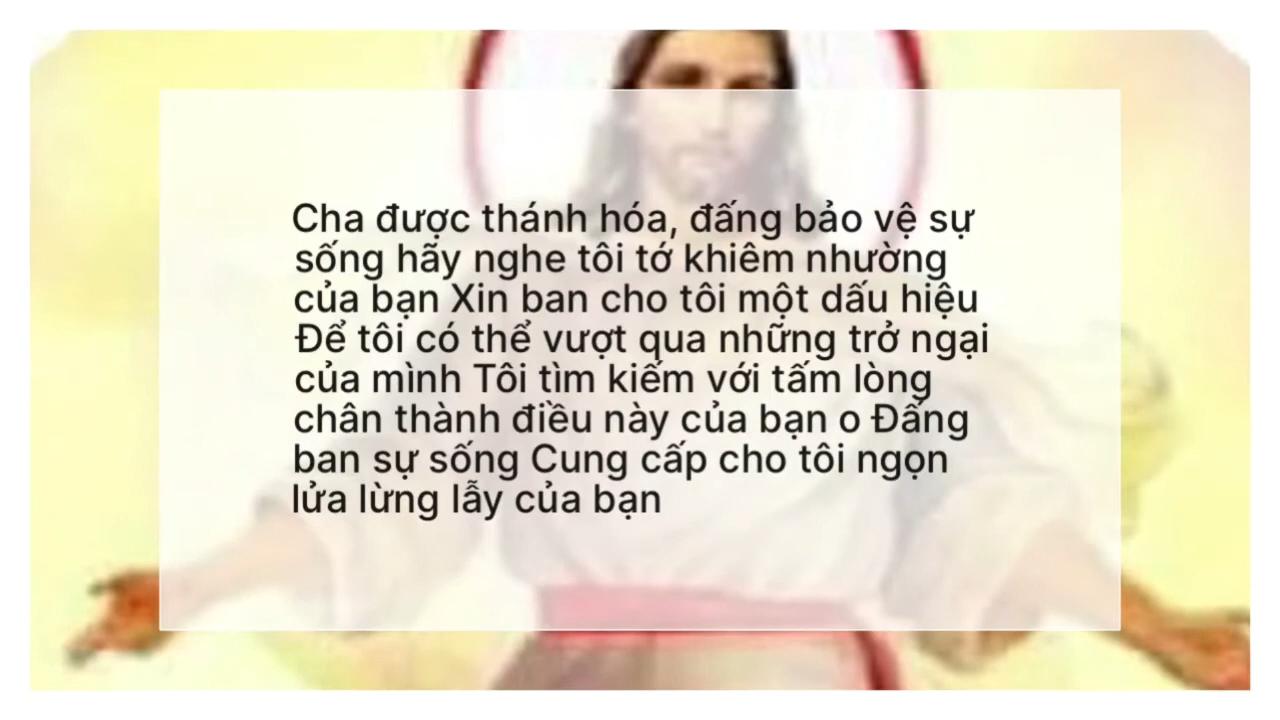 Cha được thánh hóa, đấng bảo vệ sự
sống hãy nghe tôi tớ khiêm nhường
của bạn Xin ban cho tôi một dấu hiệu
Để tôi có thể vượt qua những trở ngại
của mình Tôi tìm kiếm với tấm lòng
chân thành điều này của bạn o Đấng
ban sự sống Cung cấp cho tôi ngọn
lửa lừng lẫy của bạn